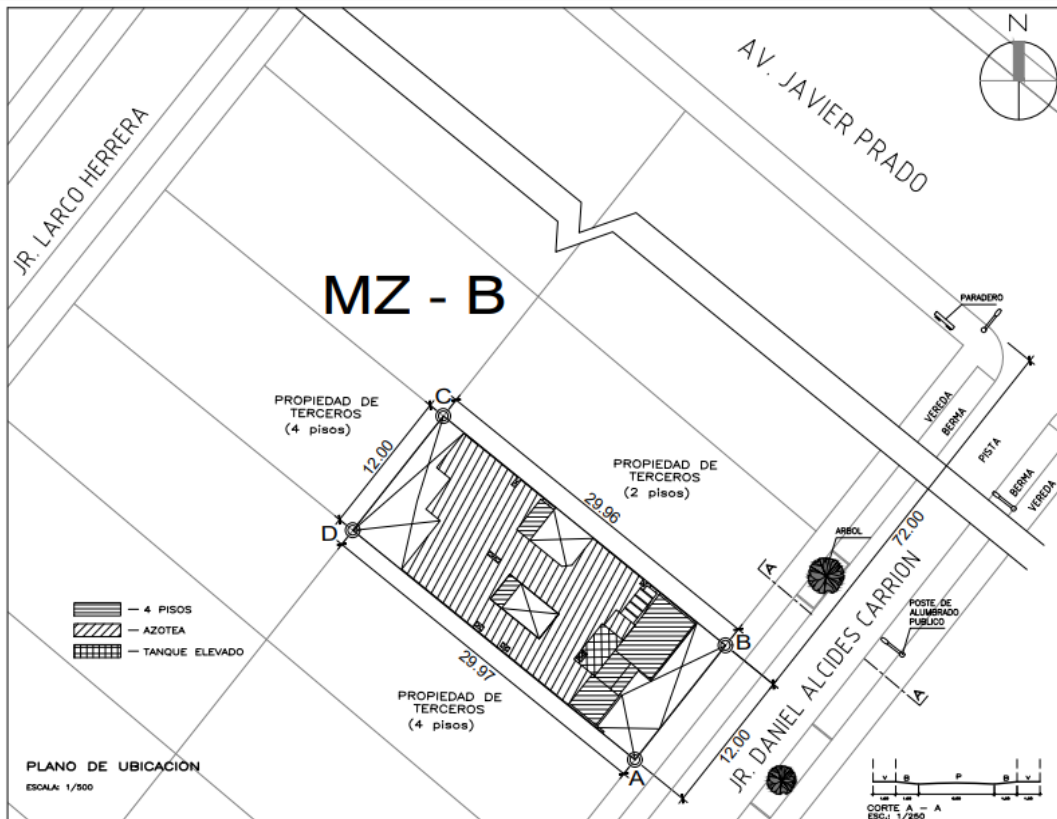 N
AV. JAVIER PRADO
JR. LARCO HERRERA
MZ - B
PARADERO
PROPIEDAD DE
TERCEROS
(4 pisos)
C
12.00
PROPIEDAD DE
TERCEROS
(2 pisos)
29.96
VEREDA
BERMA
PISTA
BERMA
VEREDA
D
ARBOL
72.00
A
4 PISOS
AZOTEA
TANQUE ELEVADO
B
POSTE DE
ALUMBRADO
PUBLICO
29.97
PROPIEDAD DE
TERCEROS
(4 pisos)
A
12.00
JR. DANIEL ALCIDES CARRION
A
PLANO DE UBICACIÓN
ESCALA: 1/500
V B P B V
CORTE A - A
ESC.: 1/250